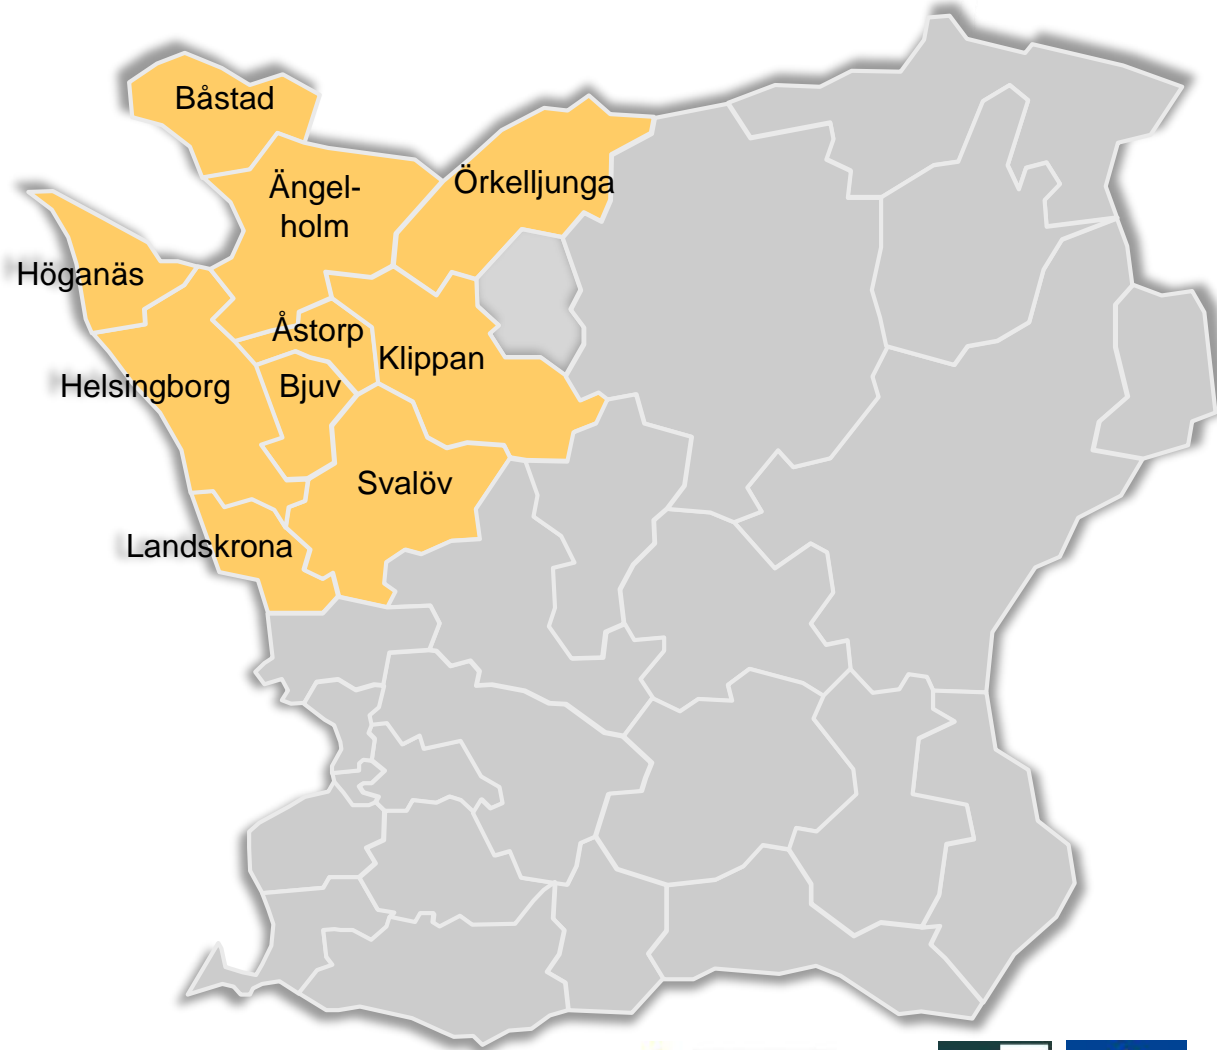 Båstad
Ängel-
holm
Örkelljunga
Höganäs
Åstorp
Klippan
Helsingborg
Bjuv
Svalöv
Landskrona